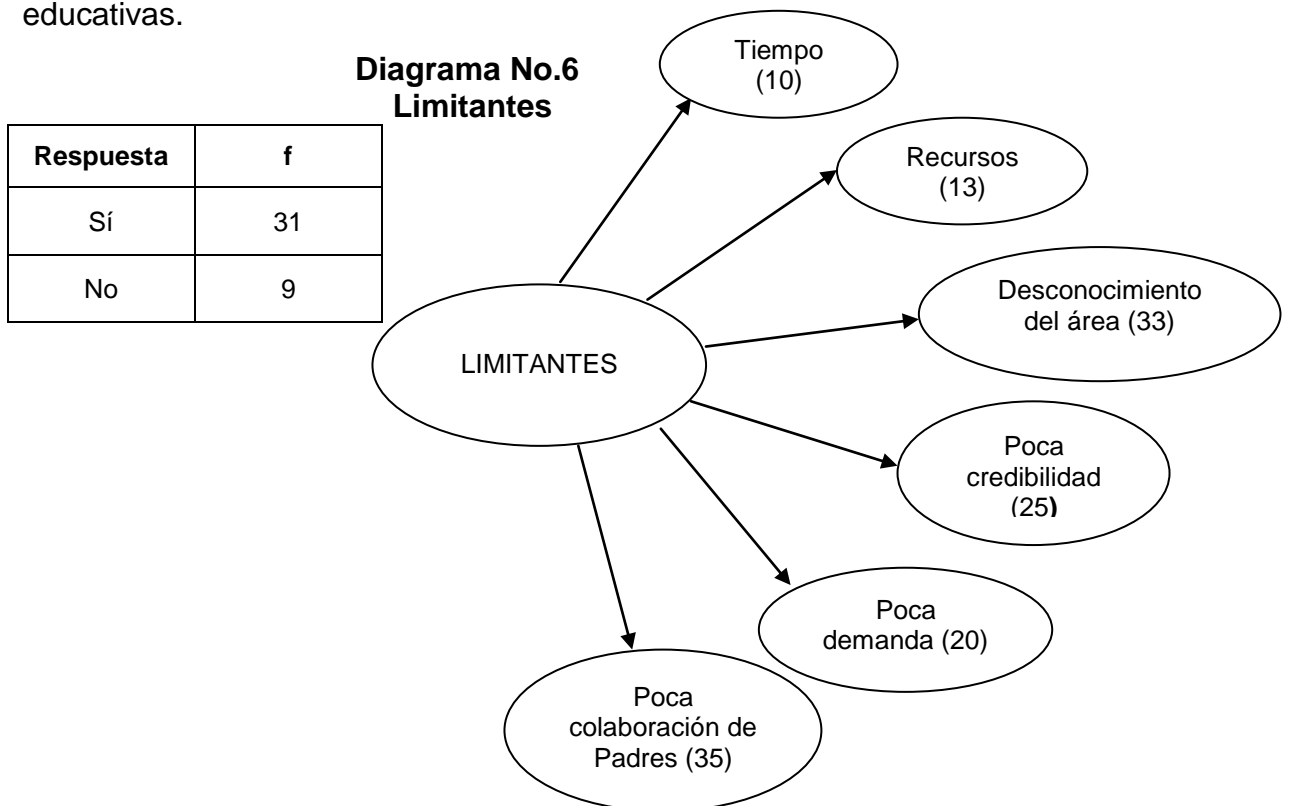 educativas.
Diagrama No.6
Limitantes
Respuesta f
Sí 31
No 9
Tiempo
(10)
Recursos
(13)
Desconocimiento
del área (33)
LIMITANTES
Poca
credibilidad
(25)
Poca
demanda (20)
Poca
colaboración de
Padres (35)